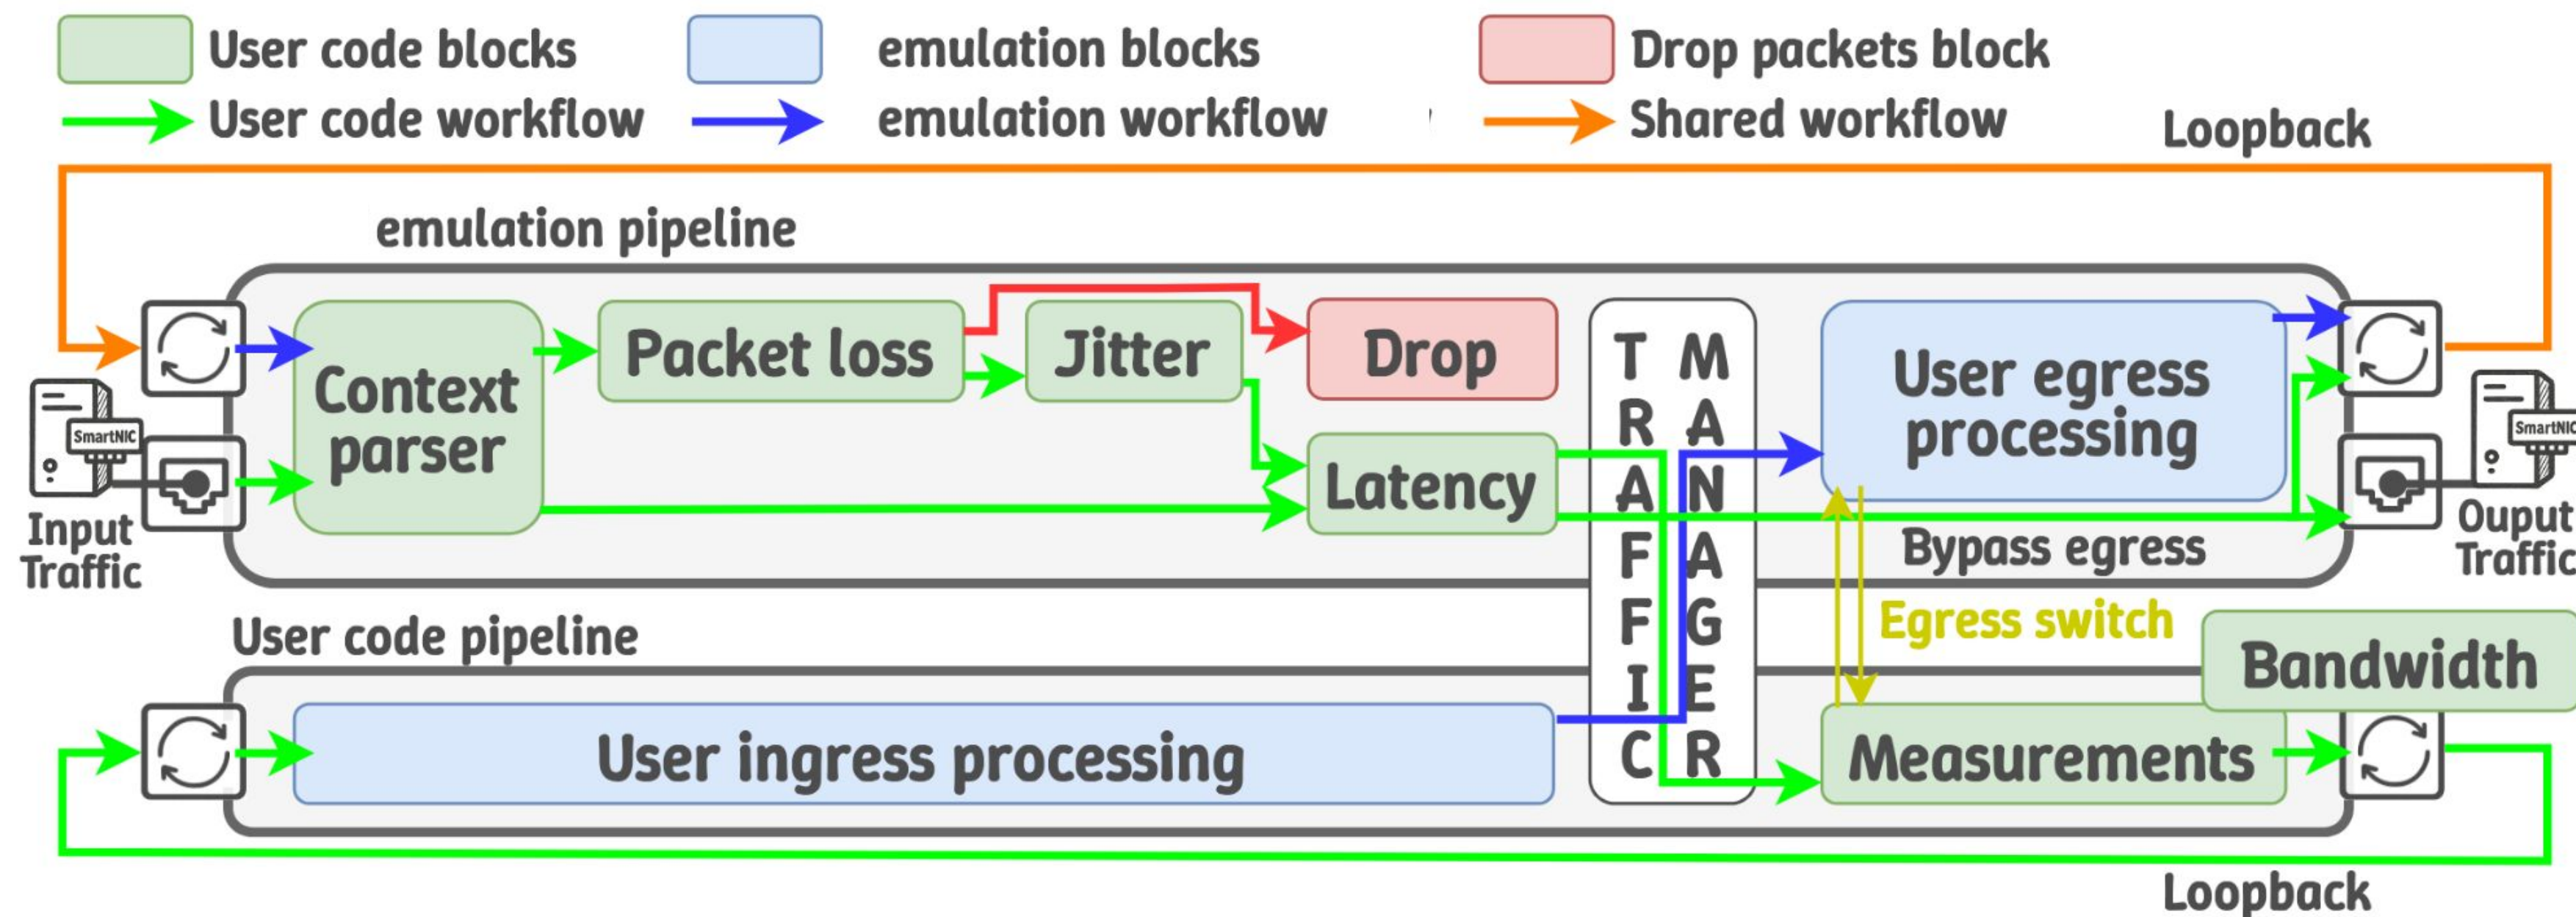 User code blocks
emulation blocks
Drop packets block
User code workflow
emulation workflow
Shared workflow
Loopback
emulation pipeline
Context
parser
Packet loss
Jitter
Drop
Latency
TRAFFIC
MANAGER
User egress
processing
SmartNIC
Input
Traffic
SmartNIC
Ouput
Traffic
Bypass egress
Egress switch
User code pipeline
User ingress processing
Bandwidth
Measurements
Loopback